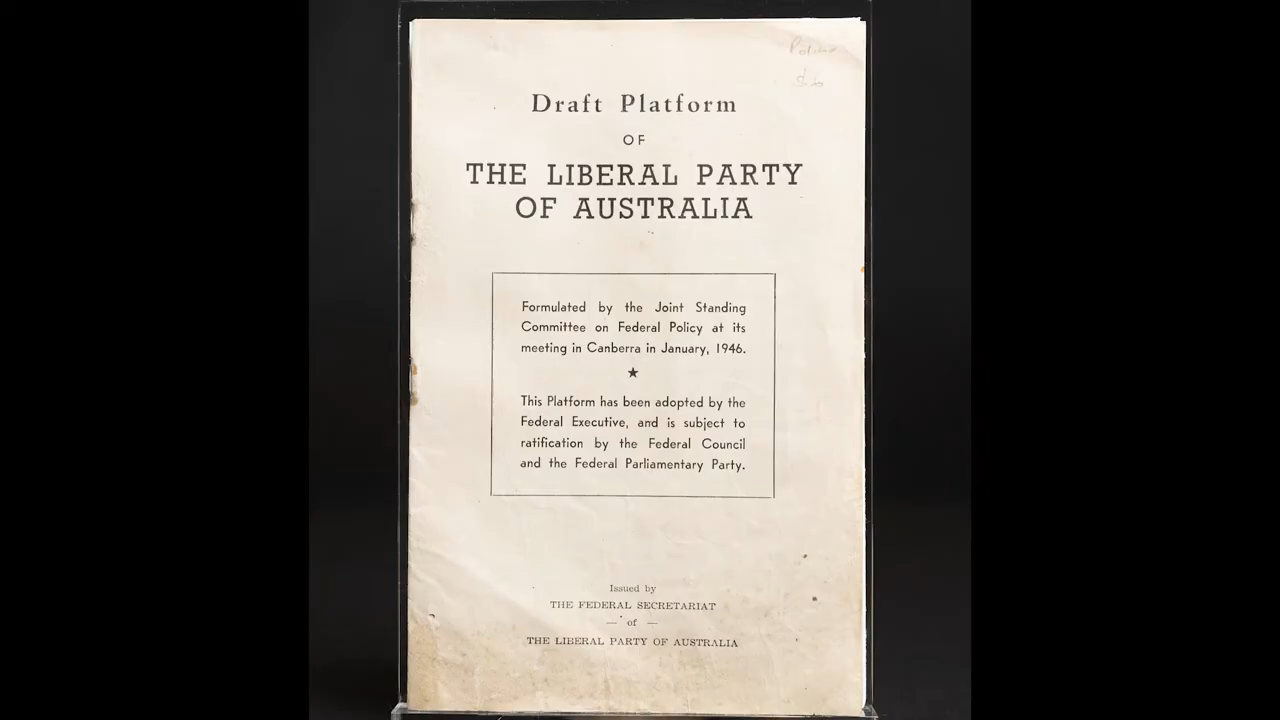 Draft Platform
OF
THE LIBERAL PARTY
OF AUSTRALIA
Formulated by the Joint Standing
Committee on Federal Policy at its
meeting in Canberra in January, 1946.
★
This Platform has been adopted by the
Federal Executive, and is subject to
ratification by the Federal Council
and the Federal Parliamentary Party.
Issued by
THE FEDERAL SECRETARIAT
— of —
THE LIBERAL PARTY OF AUSTRALIA